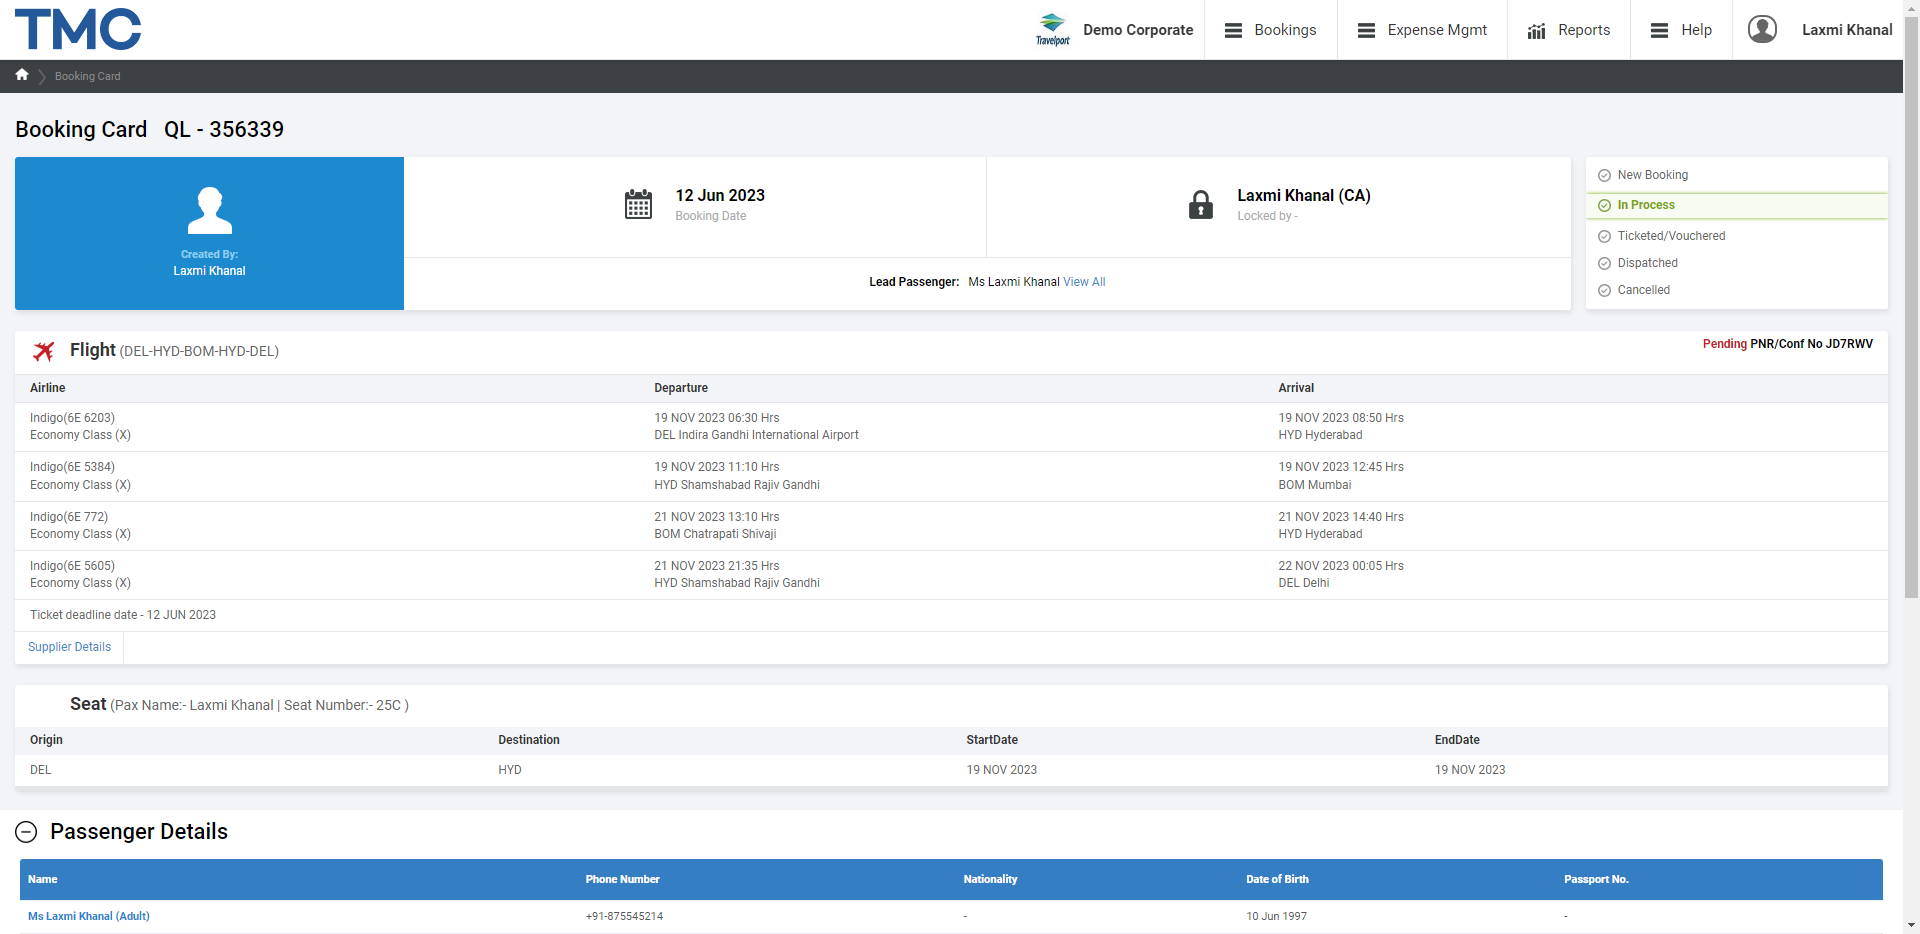 TMC
Travelport
Demo Corporate
Bookings
Expense Mgmt
Reports
Help
Laxmi Khanal
Booking Card
Booking Card QL - 356339
Created By:
Laxmi Khanal
12 Jun 2023
Booking Date
Laxmi Khanal (CA)
Locked by -
Lead Passenger: Ms Laxmi Khanal View All
New Booking
In Process
Ticketed/Vouchered
Dispatched
Cancelled
Flight (DEL-HYD-BOM-HYD-DEL)
Pending PNR/Conf No JD7RWV
Airline Departure Arrival
Indigo(6E 6203) 19 NOV 2023 06:30 Hrs 19 NOV 2023 08:50 Hrs
Economy Class (X) DEL Indira Gandhi International Airport HYD Hyderabad
Indigo(6E 5384) 19 NOV 2023 11:10 Hrs 19 NOV 2023 12:45 Hrs
Economy Class (X) HYD Shamshabad Rajiv Gandhi BOM Mumbai
Indigo(6E 772) 21 NOV 2023 13:10 Hrs 21 NOV 2023 14:40 Hrs
Economy Class (X) BOM Chatrapati Shivaji HYD Hyderabad
Indigo(6E 5605) 21 NOV 2023 21:35 Hrs 22 NOV 2023 00:05 Hrs
Economy Class (X) HYD Shamshabad Rajiv Gandhi DEL Delhi
Ticket deadline date - 12 JUN 2023
Supplier Details
Seat (Pax Name:- Laxmi Khanal | Seat Number:- 25C )
Origin Destination StartDate EndDate
DEL HYD 19 NOV 2023 19 NOV 2023
Passenger Details
Name Phone Number Nationality Date of Birth Passport No.
Ms Laxmi Khanal (Adult) +91-875545214 - 10 Jun 1997 -